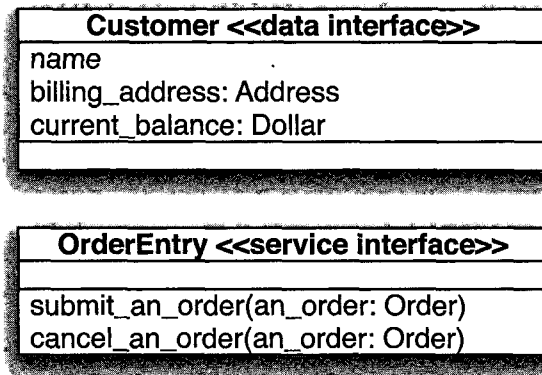 Customer <<data interface>>
name
billing_address: Address
current_balance: Dollar
OrderEntry <<service interface>>
submit_an_order(an_order: Order)
cancel_an_order(an_order: Order)